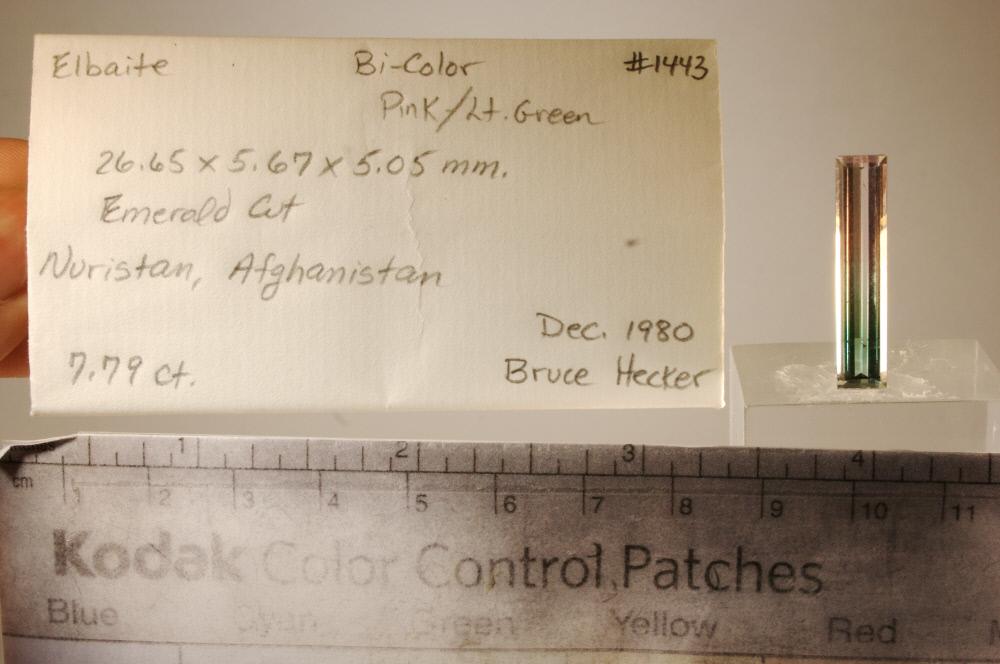 Elbaite Bi-Color #1443
Pink/Lt. Green
26.65 x 5.67 x 5.05 mm.
Emerald Cut
Nuristan, Afghanistan
Dec. 1980
7.79 ct. Bruce Hecker
1 2 3 4
cm 1 2 3 4 5 6 7 8 9 10 11
Kodak Color Control Patches
Blue Cyan Green Yellow Red